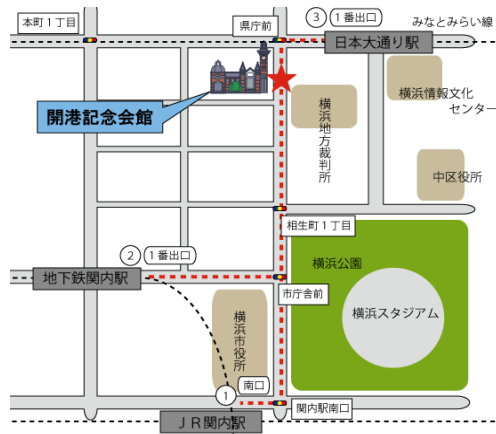 本町１丁目
県庁前
③ １番出口
みなとみらい線
日本大通り駅
開港記念会館
横浜地方裁判所
横浜情報文化
センター
中区役所
相生町１丁目
② １番出口
横浜公園
地下鉄関内駅
市庁舎前
横浜スタジアム
横浜市役所
南口
①
関内駅南口
ＪＲ関内駅